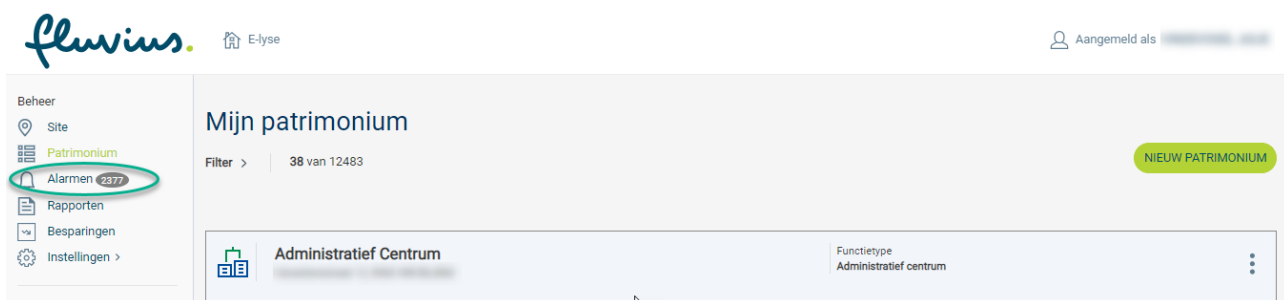 fluvius.
E-lyse
Aangemeld als
Beheer
Site
Patrimonium
Alarmen 2377
Rapporten
Besparingen
Instellingen >
Mijn patrimonium
Filter > 38 van 12483
NIEUW PATRIMONIUM
Administratief Centrum
Functietype
Administratief centrum